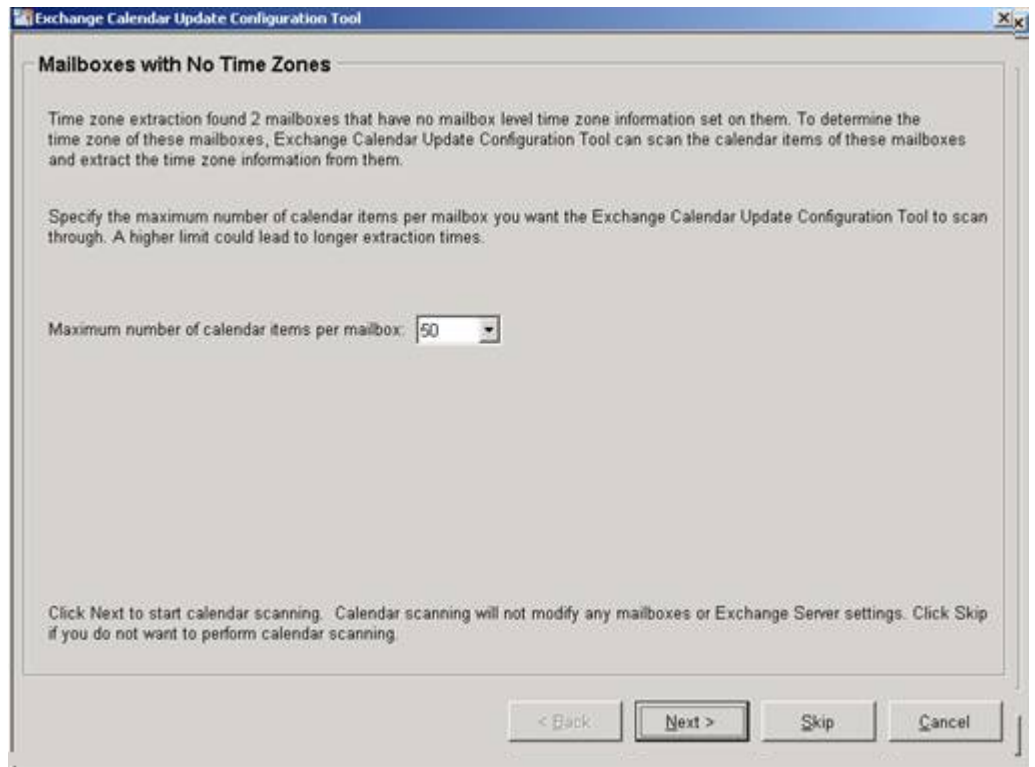 Exchange Calendar Update Configuration Tool
Mailboxes with No Time Zones
Time zone extraction found 2 mailboxes that have no mailbox level time zone information set on them. To determine the
time zone of these mailboxes, Exchange Calendar Update Configuration Tool can scan the calendar items of these mailboxes
and extract the time zone information from them.
Specify the maximum number of calendar items per mailbox you want the Exchange Calendar Update Configuration Tool to scan
through. A higher limit could lead to longer extraction times.
Maximum number of calendar items per mailbox: 50
Click Next to start calendar scanning. Calendar scanning will not modify any mailboxes or Exchange Server settings. Click Skip
if you do not want to perform calendar scanning.
< Back Next > Skip Cancel